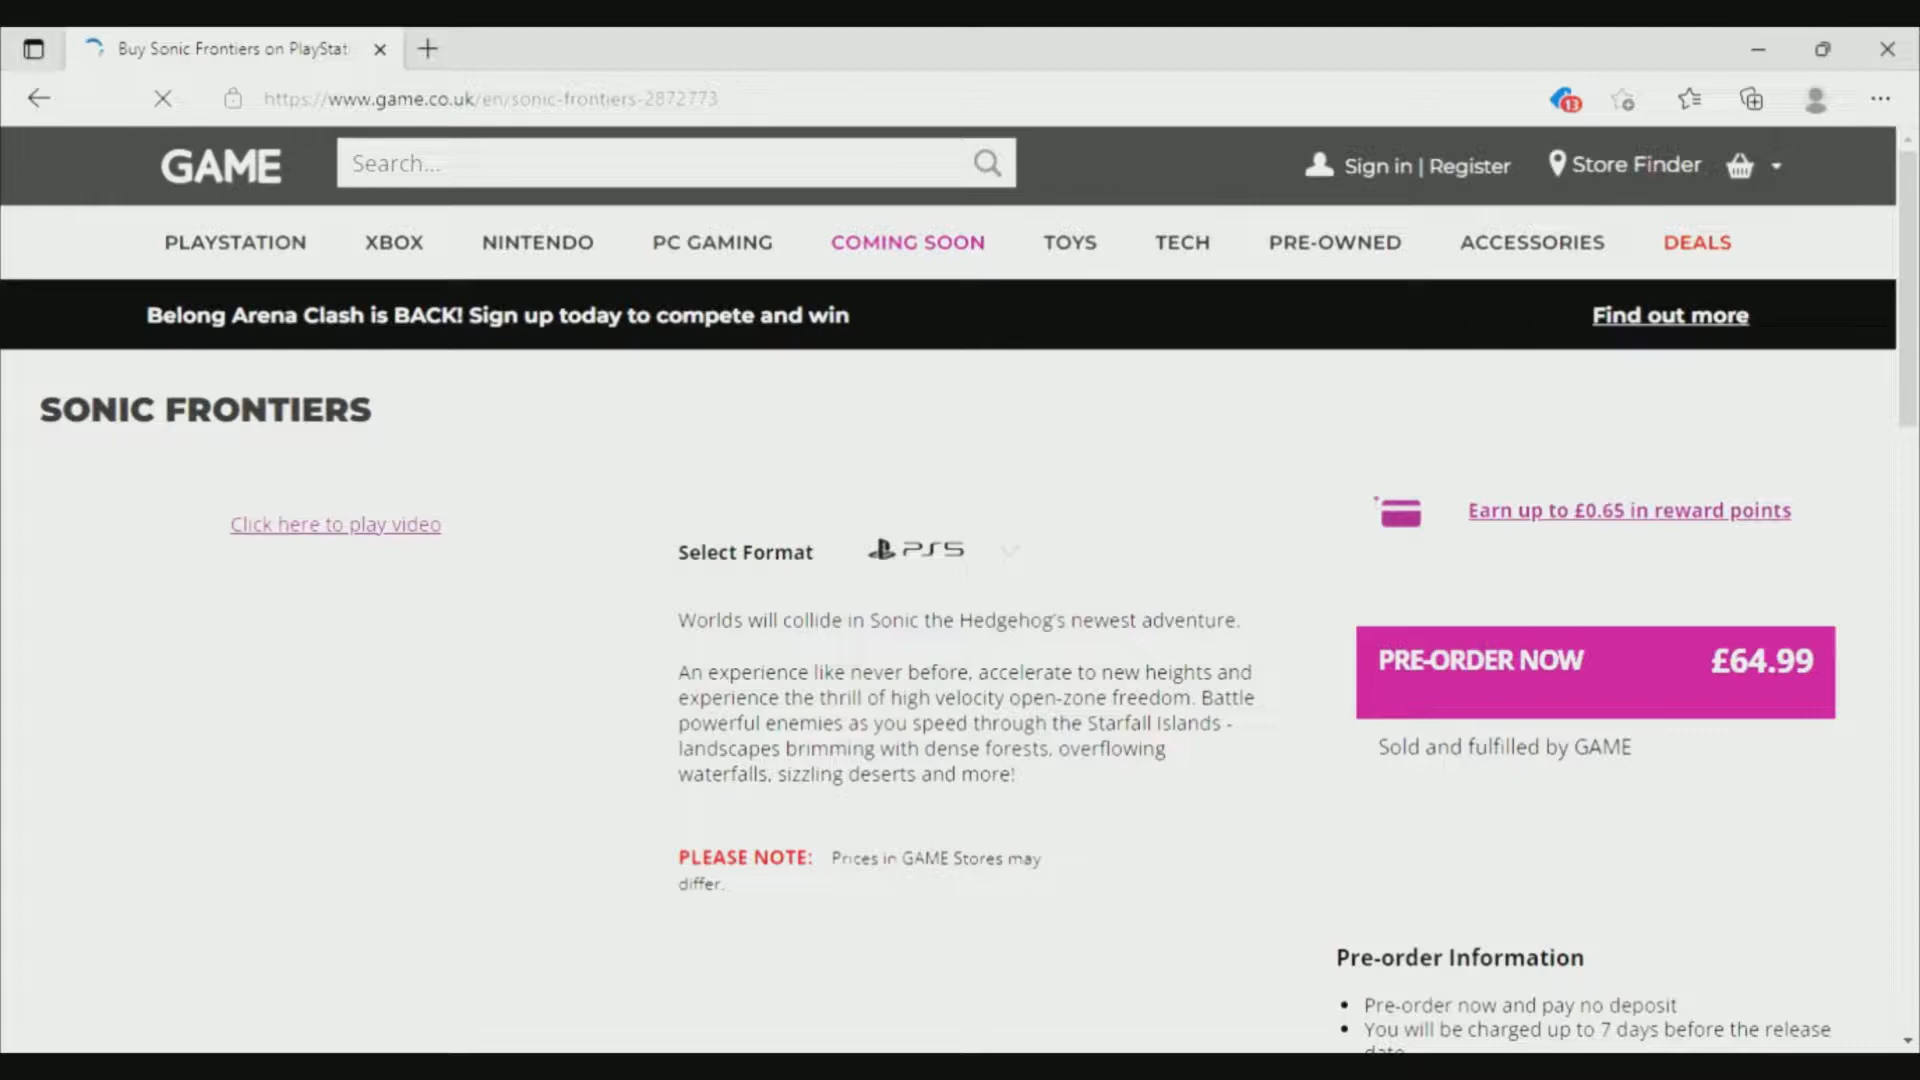 Buy Sonic Frontiers on PlayStat
https://www.game.co.uk/en/sonic-frontiers-2872773
13
GAME
Search...
Sign in | Register
Store Finder
PLAYSTATION XBOX NINTENDO PC GAMING COMING SOON TOYS TECH PRE-OWNED ACCESSORIES DEALS
Belong Arena Clash is BACK! Sign up today to compete and win
Find out more
SONIC FRONTIERS
Click here to play video
Select Format
PS5
Worlds will collide in Sonic the Hedgehog's newest adventure.
An experience like never before, accelerate to new heights and
experience the thrill of high velocity open-zone freedom. Battle
powerful enemies as you speed through the Starfall Islands -
landscapes brimming with dense forests, overflowing
waterfalls, sizzling deserts and more!
PLEASE NOTE: Prices in GAME Stores may
differ.
Earn up to £0.65 in reward points
PRE-ORDER NOW £64.99
Sold and fulfilled by GAME
Pre-order Information
Pre-order now and pay no deposit
You will be charged up to 7 days before the release
date